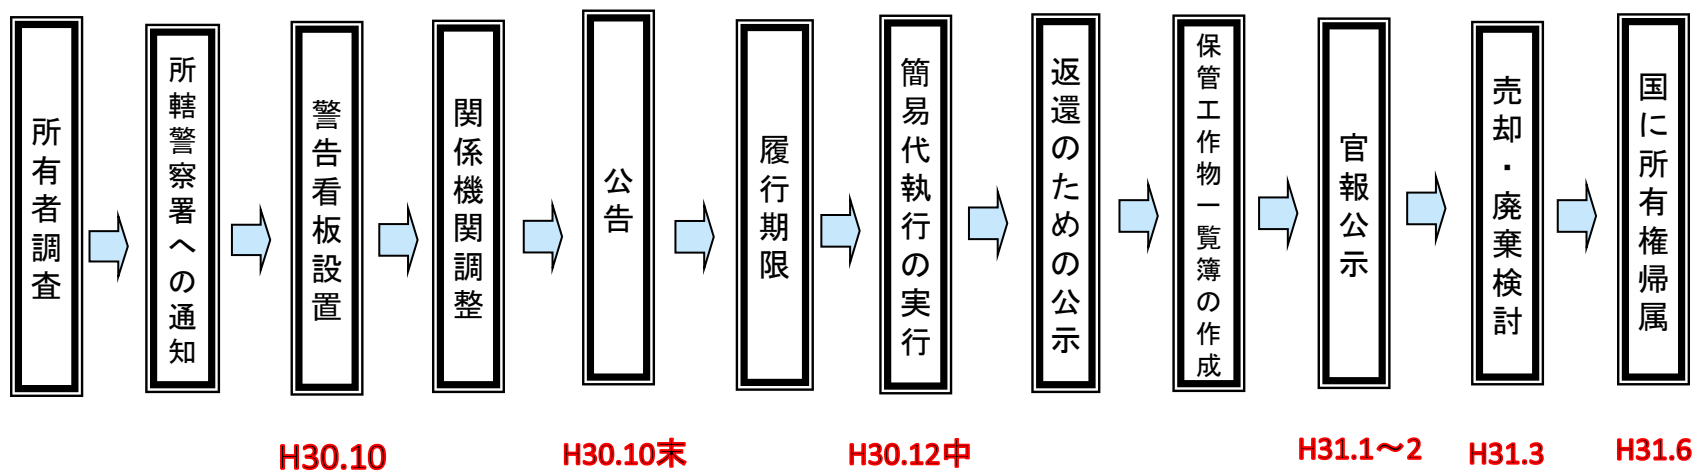 所有者調査
所轄警察署への通知
警告看板設置
関係機関調整
公告
履行期限
簡易代執行の実行
返還のための公示
保管工作物一覧簿の作成
官報公示
売却・廃棄検討
国に所有権帰属
H30.10
H30.10末
H30.12中
H31.1～2
H31.3
H31.6